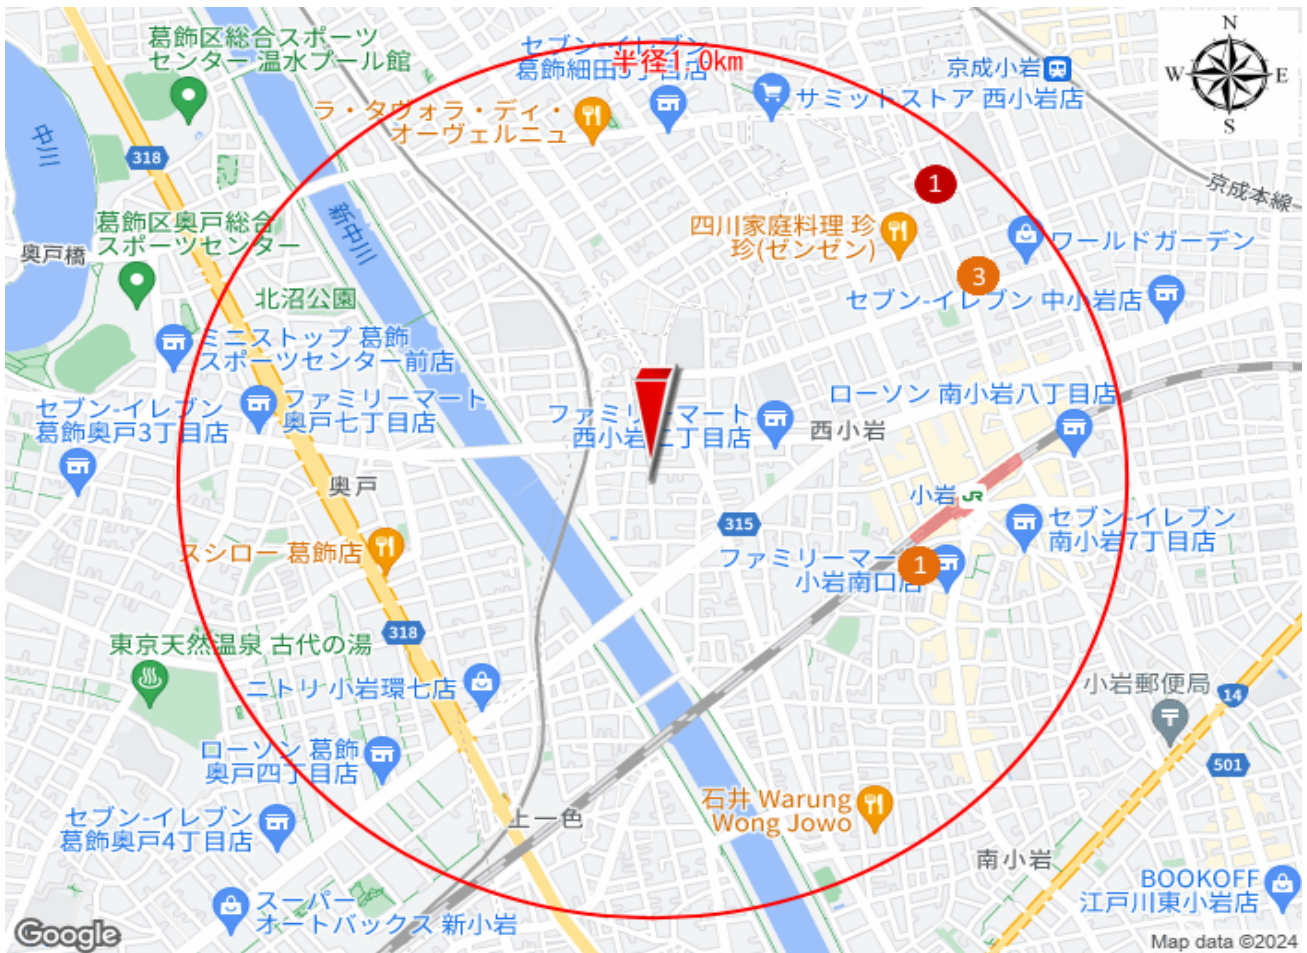 葛飾区総合スポーツ
センター 温水プール館
セブン-イレブン
葛飾細田5丁目店
半径1.0km
京成小岩
サミットストア 西小岩店
N
W
E
S
ラ・タヴォラ・ディ・
オーヴェルニュ
中川
318
1
京成本線
葛飾区奥戸総合
スポーツセンター
新中川
四川家庭料理 珍
珍(ゼンゼン)
ワールドガーデン
奥戸橋
3
北沼公園
セブン-イレブン 中小岩店
ミニストップ 葛飾
スポーツセンター前店
セブン-イレブン
葛飾奥戸3丁目店
ファミリーマート
奥戸七丁目店
ファミリーマート
西小岩二丁目店
ローソン 南小岩八丁目店
西小岩
奥戸
小岩
JR
315
セブン-イレブン
南小岩7丁目店
スシロー 葛飾店
ファミリーマー
小岩南口店
1
318
東京天然温泉 古代の湯
ニトリ 小岩環七店
小岩郵便局
14
ローソン 葛飾
奥戸四丁目店
501
セブン-イレブン
葛飾奥戸4丁目店
上一色
石井 Warung
Wong Jowo
南小岩
スーパー
オートバックス 新小岩
BOOKOFF
江戸川東小岩店
Google
Map data ©2024